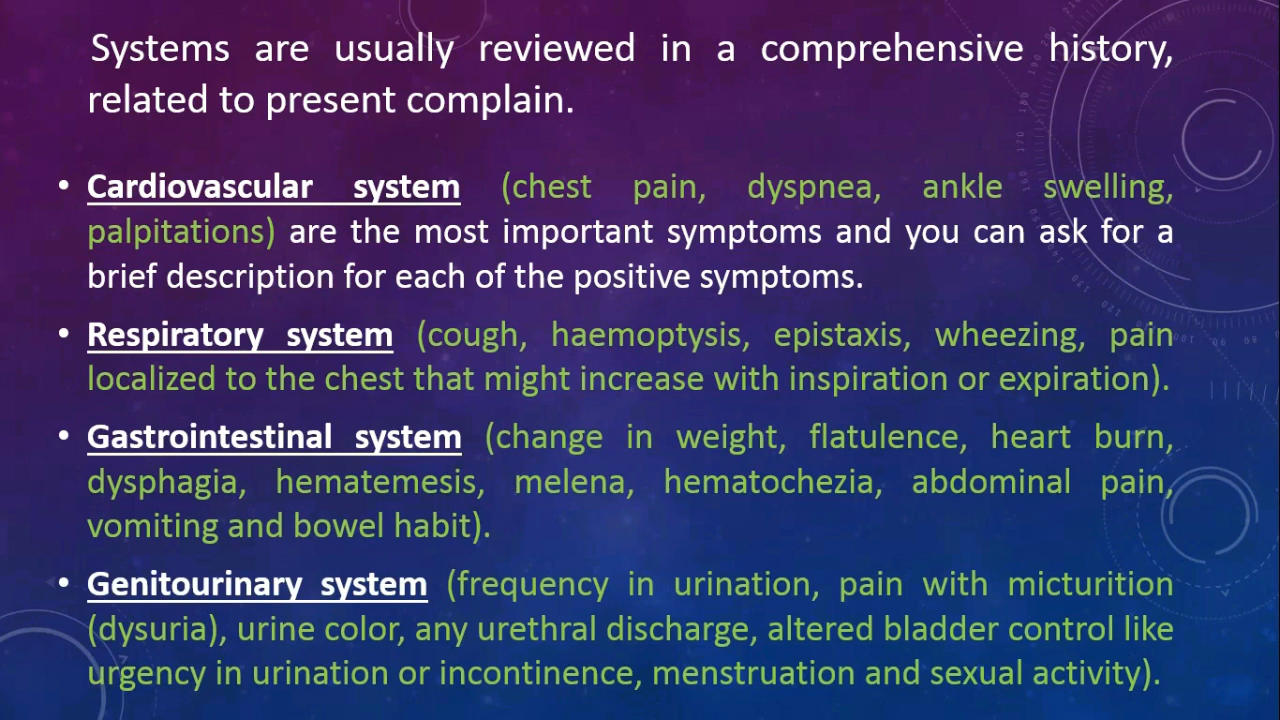 Systems are usually reviewed in a comprehensive history,
related to present complain.
• Cardiovascular system (chest pain, dyspnea, ankle swelling,
palpitations) are the most important symptoms and you can ask for a
brief description for each of the positive symptoms.
• Respiratory system (cough, haemoptysis, epistaxis, wheezing, pain
localized to the chest that might increase with inspiration or expiration).
• Gastrointestinal system (change in weight, flatulence, heart burn,
dysphagia, hematemesis, melena, hematochezia, abdominal pain,
vomiting and bowel habit).
• Genitourinary system (frequency in urination, pain with micturition
(dysuria), urine color, any urethral discharge, altered bladder control like
urgency in urination or incontinence, menstruation and sexual activity).